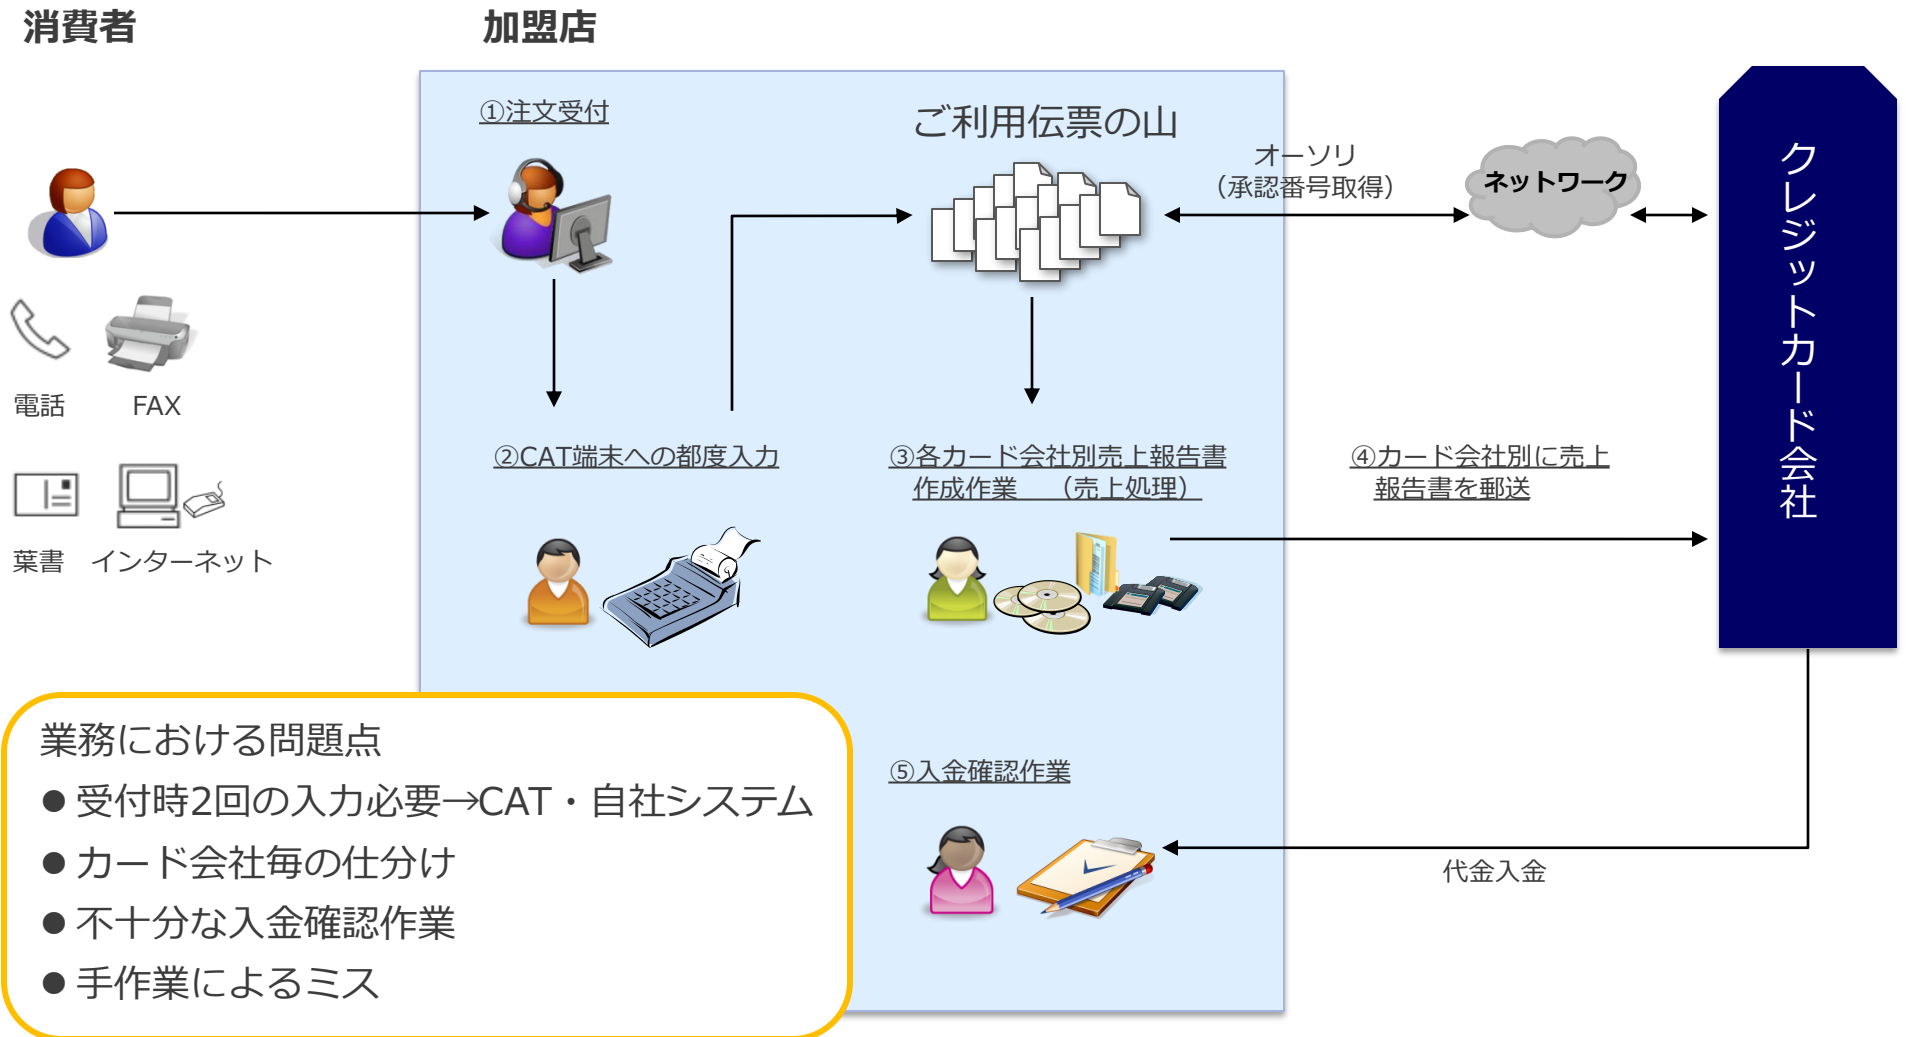 消費者
加盟店
①注文受付
ご利用伝票の山
オーソリ
（承認番号取得）
ネットワーク
クレジットカード会社
電話
FAX
葉書
インターネット
②CAT端末への都度入力
③各カード会社別売上報告書
作成作業　（売上処理）
④カード会社別に売上
報告書を郵送
業務における問題点
●受付時2回の入力必要→CAT・自社システム
●カード会社毎の仕分け
●不十分な入金確認作業
●手作業によるミス
⑤入金確認作業
代金入金